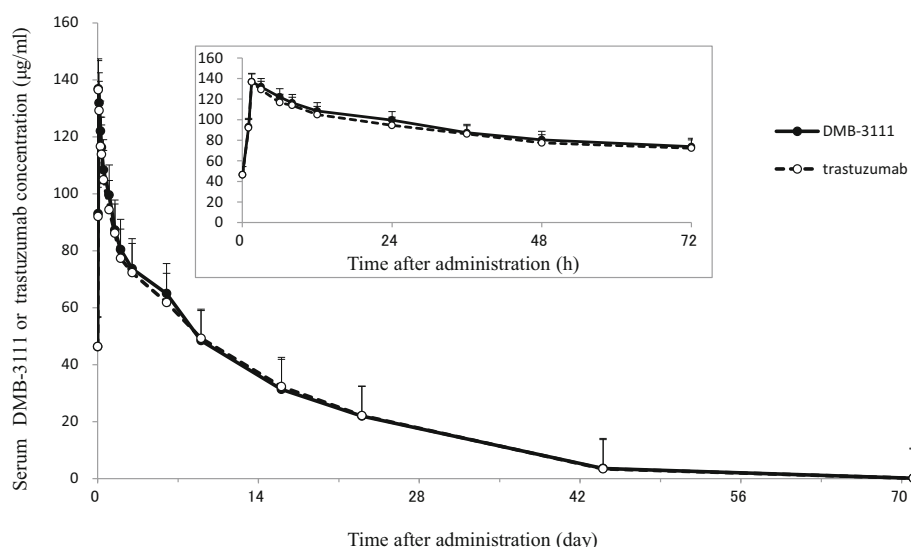 Serum DMB-3111 or trastuzumab concentration (μg/ml)
160
140
120
100
80
60
40
20
0
0 14 28 42 56 70
Time after administration (day)
160
140
120
100
80
60
40
20
0
0 24 48 72
Time after administration (h)
DMB-3111
trastuzumab